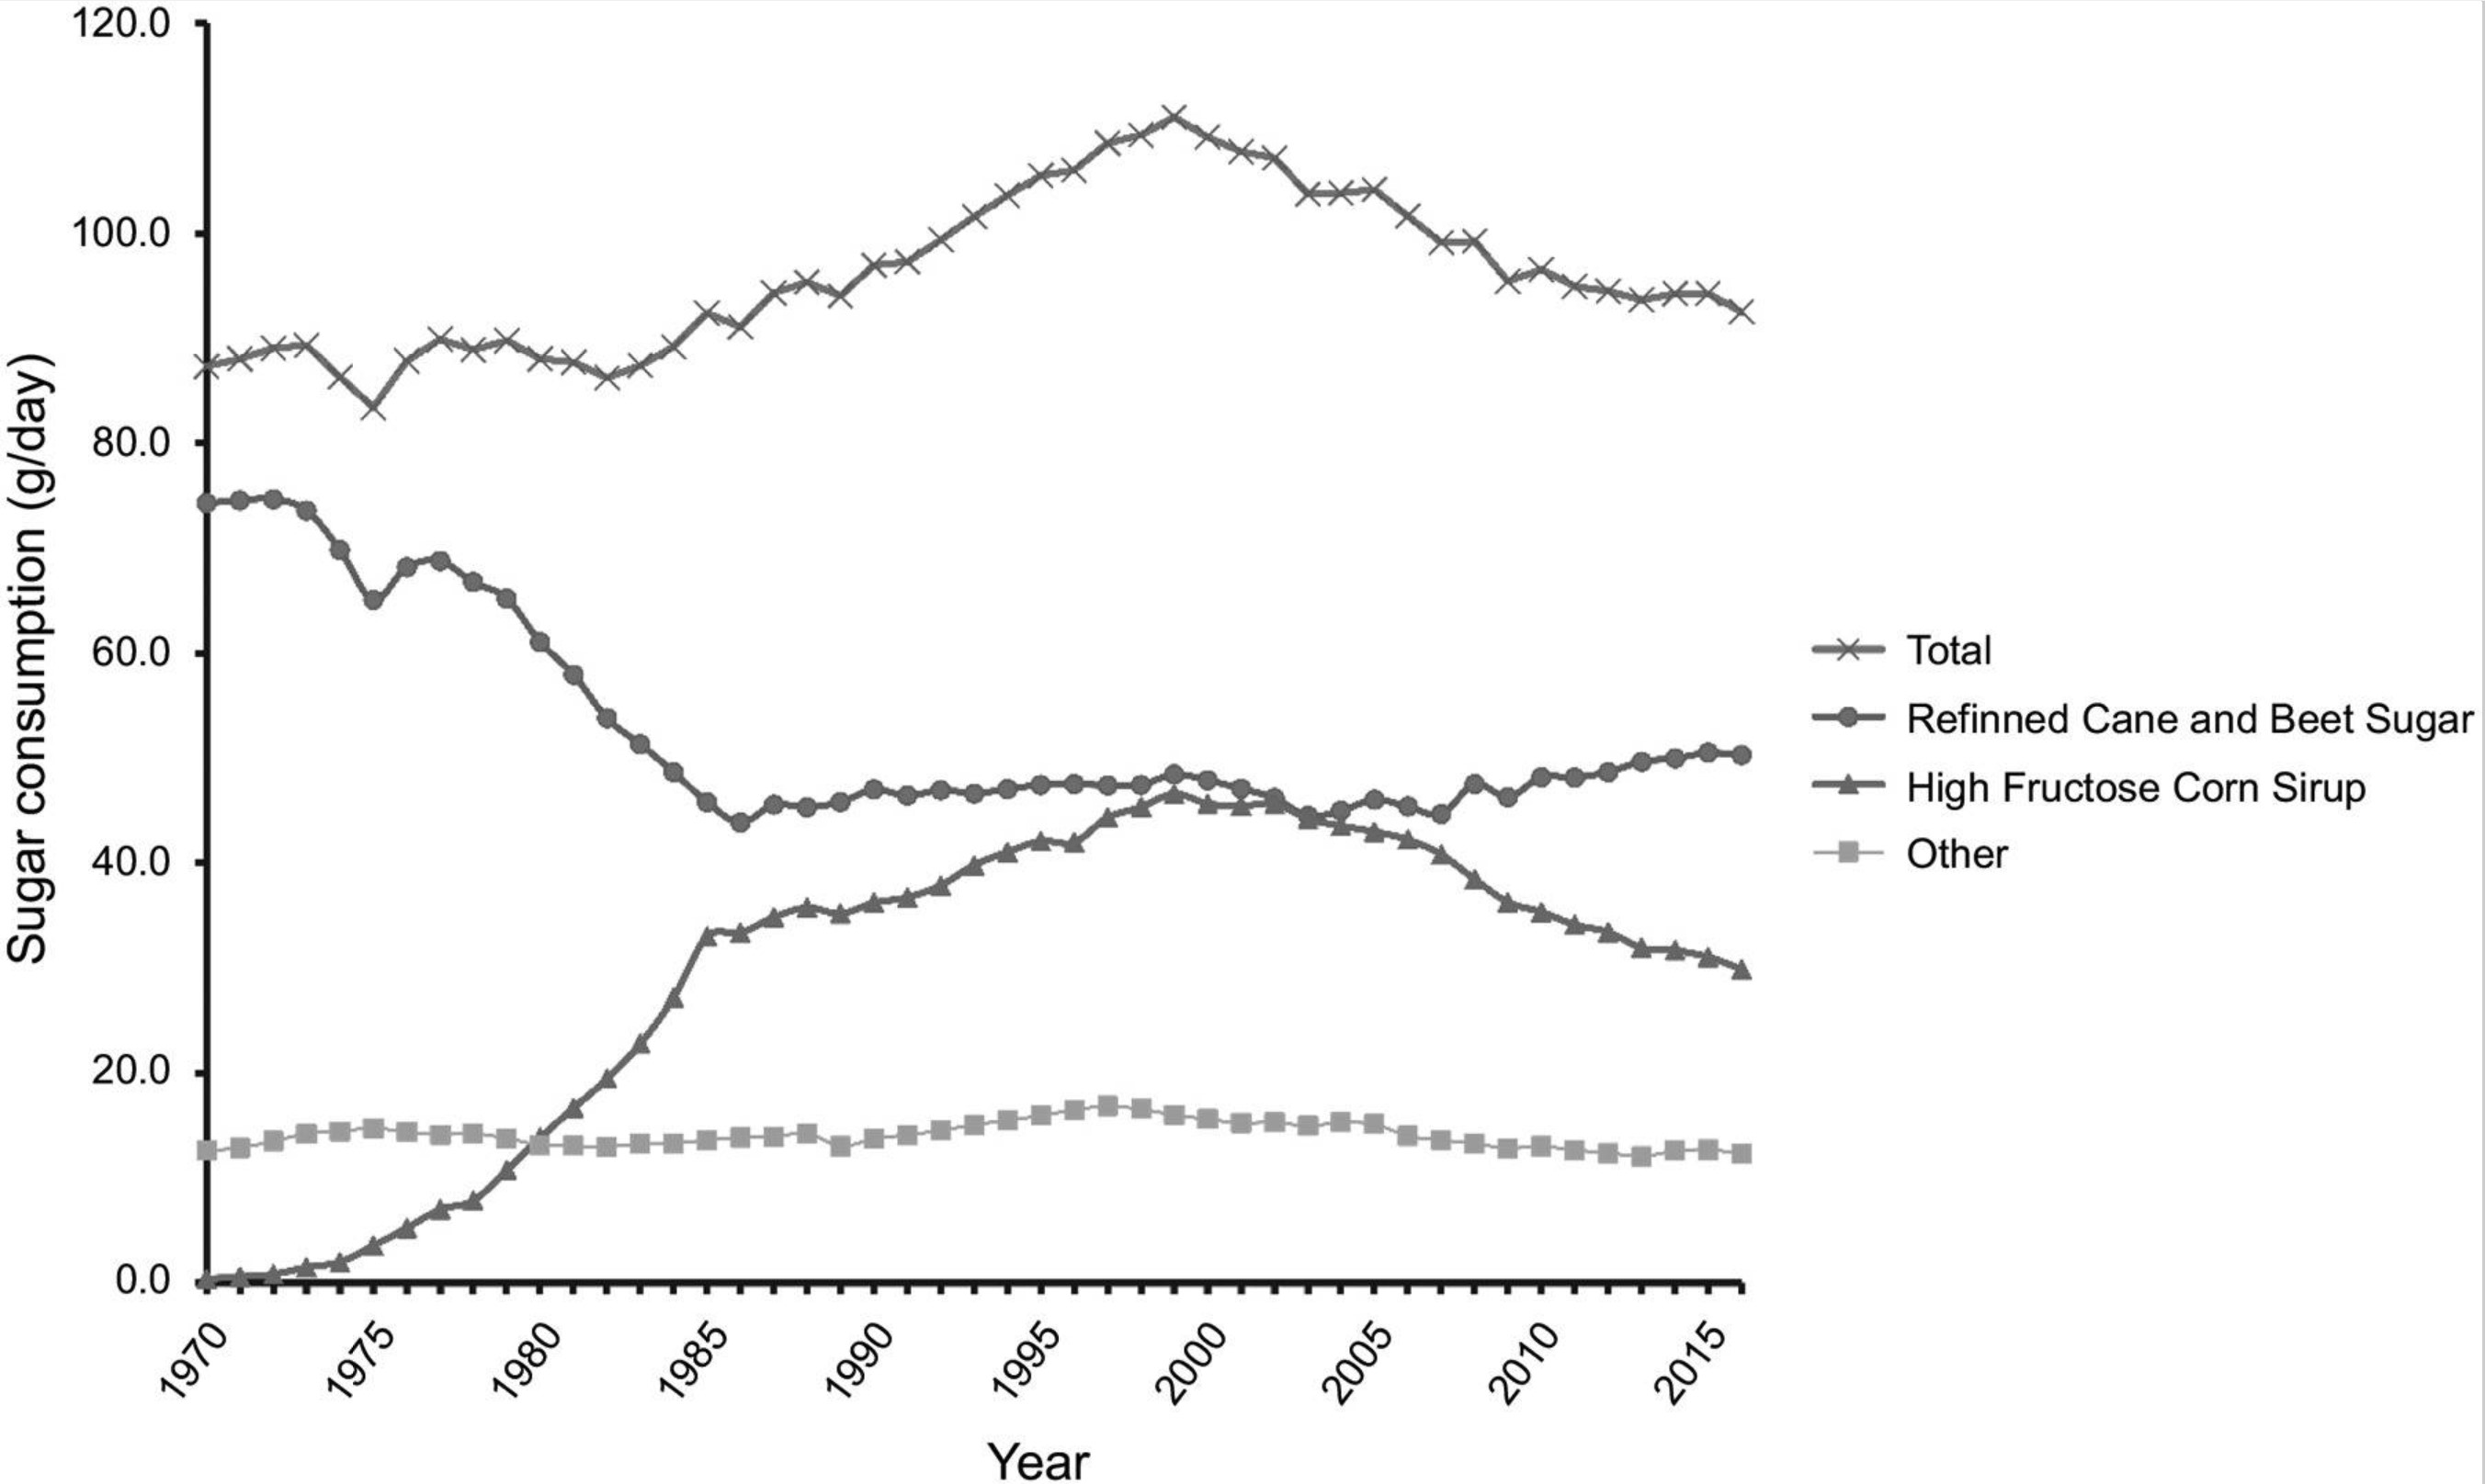 120.0
100.0
80.0
60.0
40.0
20.0
0.0
Sugar consumption (g/day)
1970
1975
1980
1985
1990
1995
2000
2005
2010
2015
Year
Total
Refinned Cane and Beet Sugar
High Fructose Corn Sirup
Other